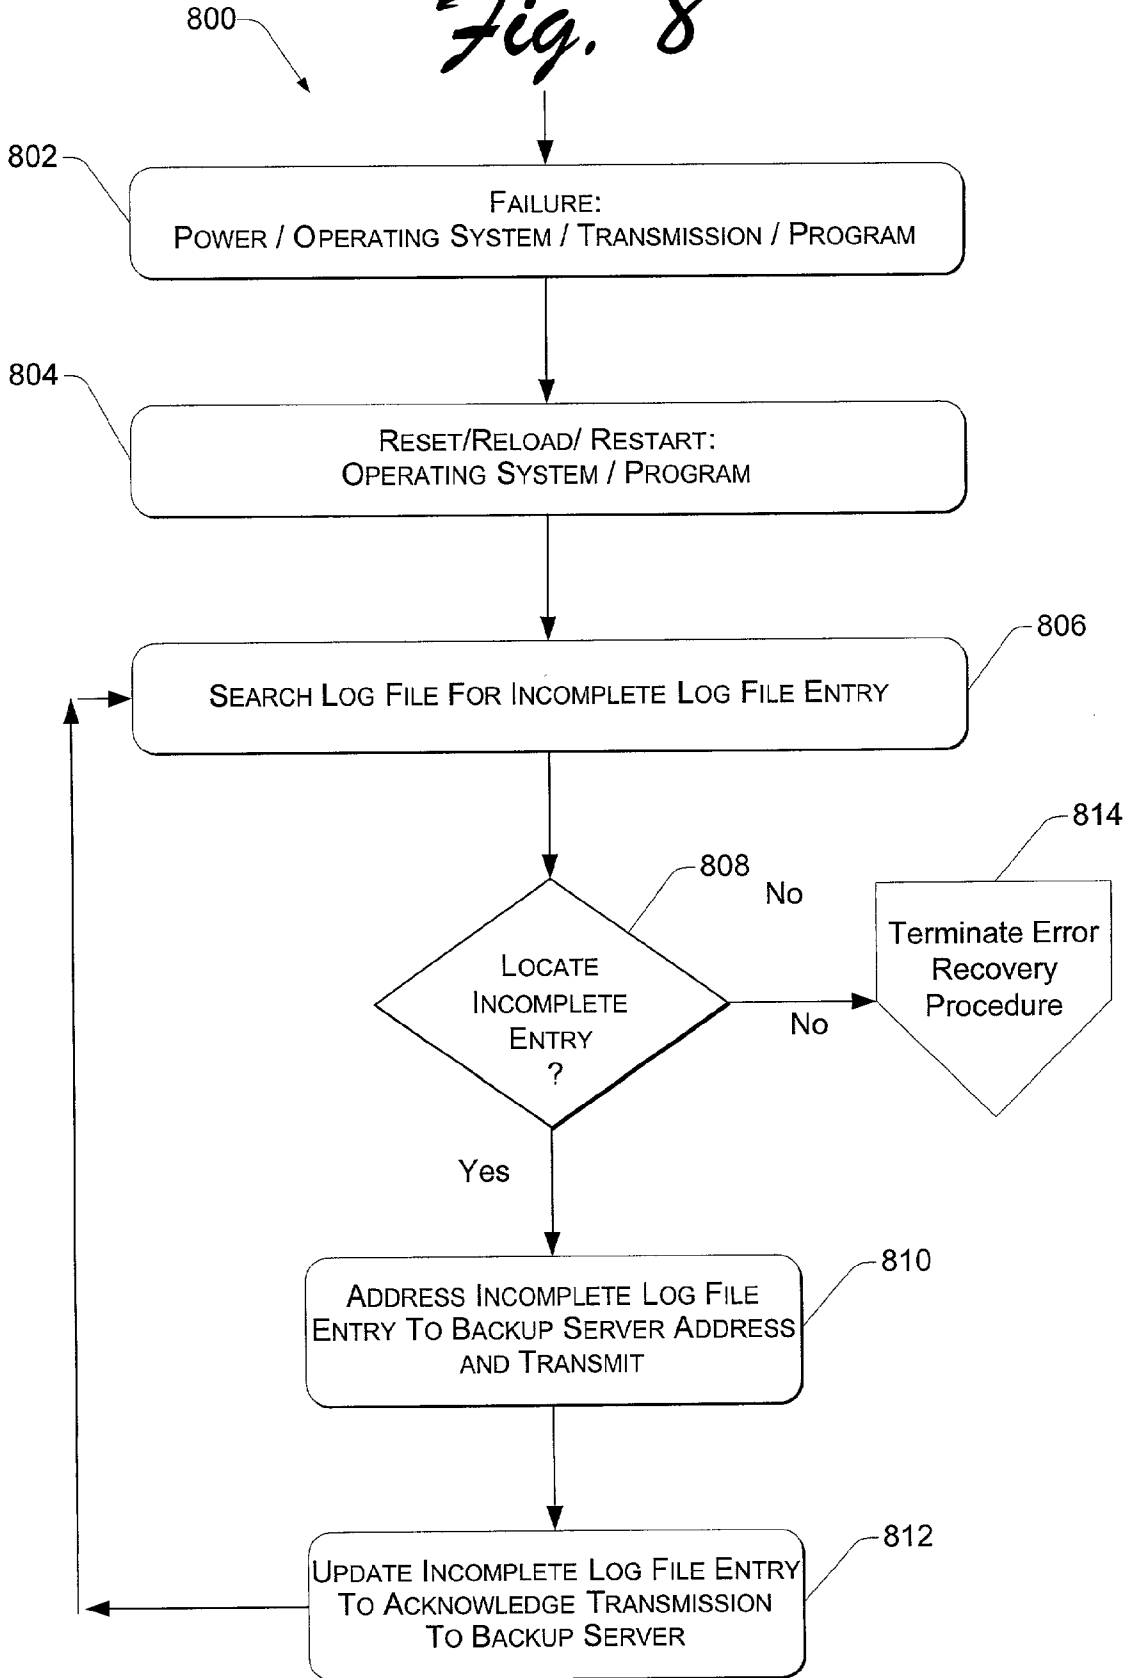 Fig. 8
800
802
FAILURE:
POWER / OPERATING SYSTEM / TRANSMISSION / PROGRAM
804
RESET/RELOAD/ RESTART:
OPERATING SYSTEM / PROGRAM
806
SEARCH LOG FILE FOR INCOMPLETE LOG FILE ENTRY
814
808
No
Terminate Error
Recovery
Procedure
LOCATE
INCOMPLETE
ENTRY
?
No
Yes
810
ADDRESS INCOMPLETE LOG FILE
ENTRY TO BACKUP SERVER ADDRESS
AND TRANSMIT
812
UPDATE INCOMPLETE LOG FILE ENTRY
TO ACKNOWLEDGE TRANSMISSION
TO BACKUP SERVER